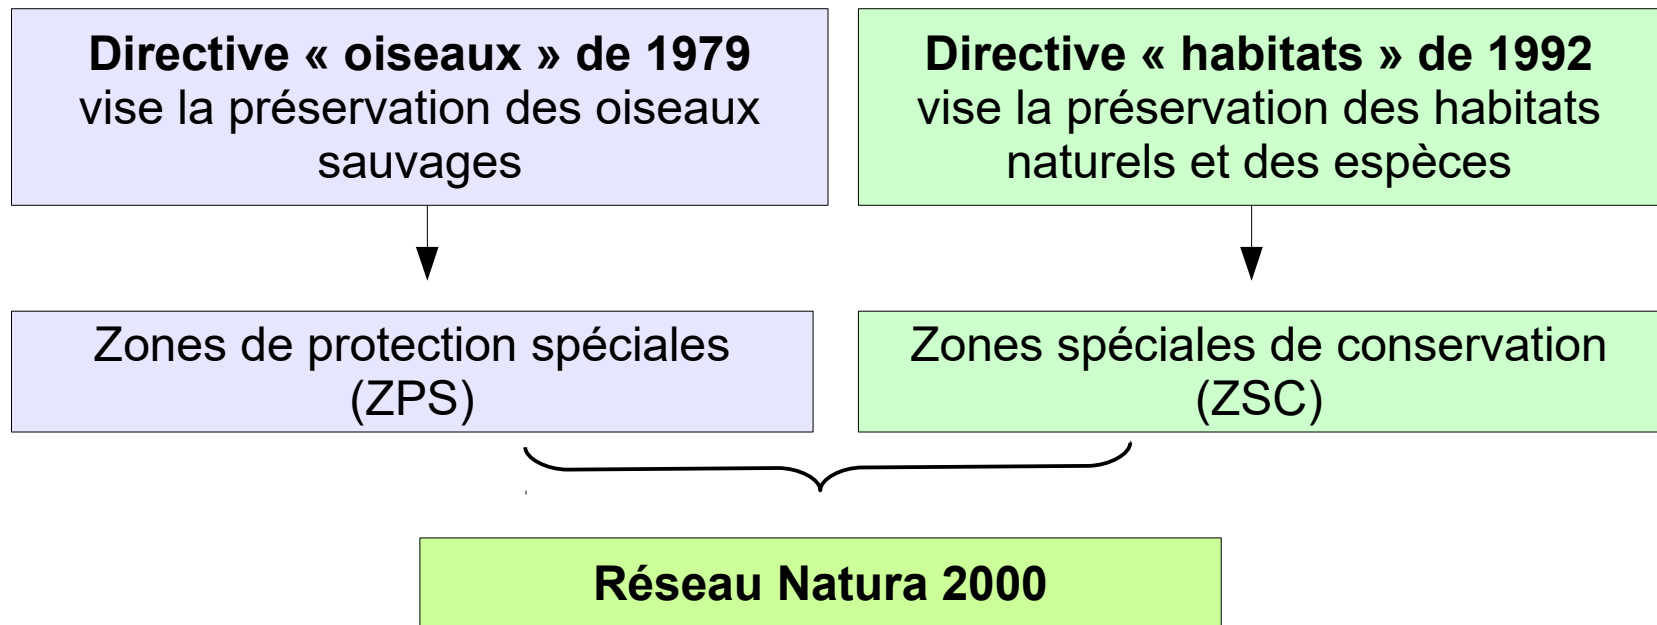 Directive « oiseaux » de 1979
vise la préservation des oiseaux
sauvages
Directive « habitats » de 1992
vise la préservation des habitats
naturels et des espèces
Zones de protection spéciales
(ZPS)
Zones spéciales de conservation
(ZSC)
Réseau Natura 2000